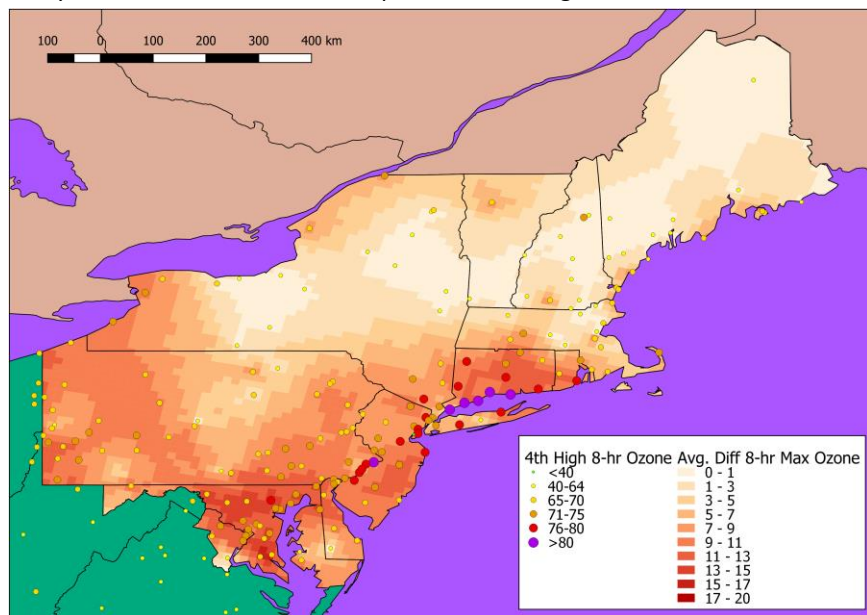 100 0 100 200 300 400 km
4th High 8-hr Ozone Avg. Diff 8-hr Max Ozone
<40 0 - 1
40-64 1 - 3
65-70 3 - 5
71-75 5 - 7
76-80 7 - 9
>80 9 - 11
11 - 13
13 - 15
15 - 17
17 - 20